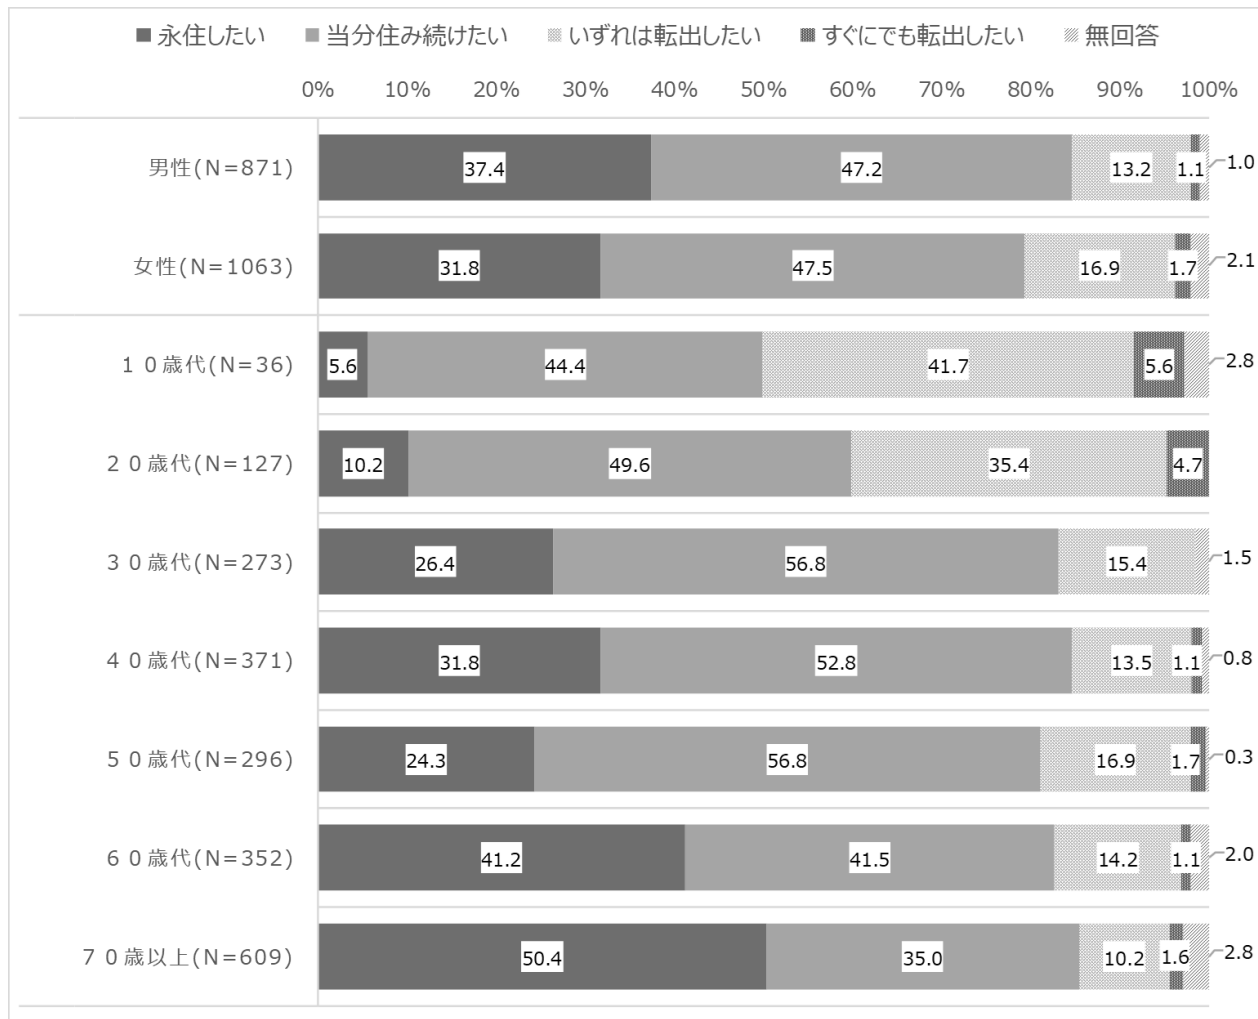 ■永住したい ■当分住み続けたい ■いずれは転出したい ■すぐにでも転出したい ■無回答
0% 10% 20% 30% 40% 50% 60% 70% 80% 90% 100%
男性(N=871) 37.4 47.2 13.2 1.1 1.0
女性(N=1063) 31.8 47.5 16.9 1.7 2.1
１０歳代(N=36) 5.6 44.4 41.7 5.6 2.8
２０歳代(N=127) 10.2 49.6 35.4 4.7
３０歳代(N=273) 26.4 56.8 15.4 1.5
４０歳代(N=371) 31.8 52.8 13.5 1.1 0.8
５０歳代(N=296) 24.3 56.8 16.9 1.7 0.3
６０歳代(N=352) 41.2 41.5 14.2 1.1 2.0
７０歳以上(N=609) 50.4 35.0 10.2 1.6 2.8